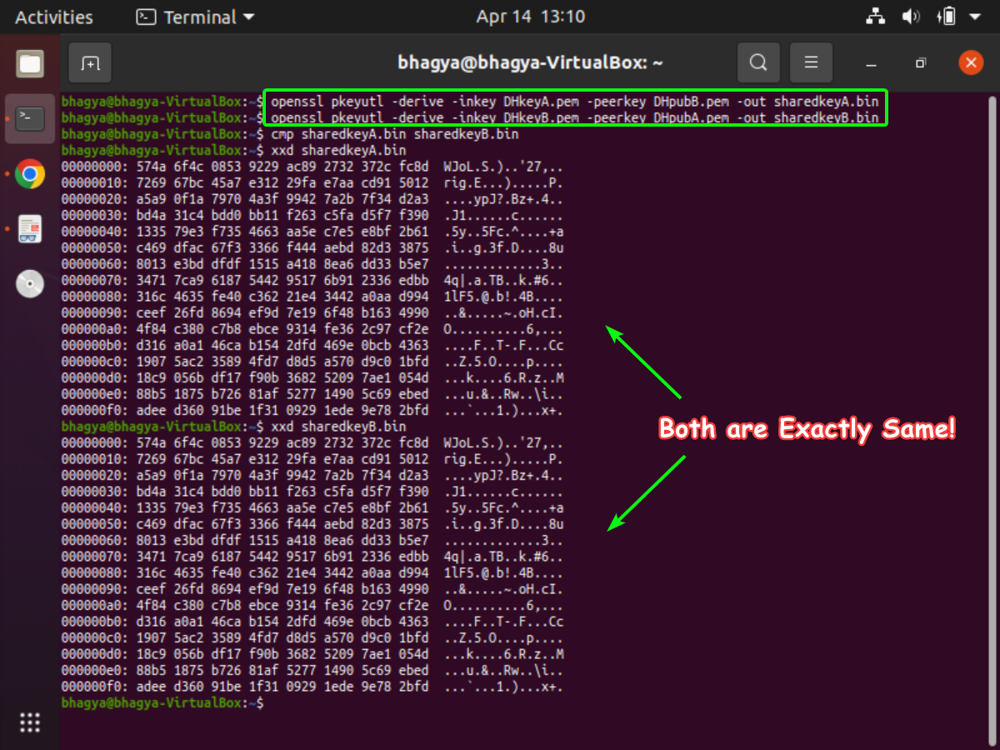 Activities
Terminal
Apr 14 13:10
bhagya@bhagya-VirtualBox: ~
bhagya@bhagya-VirtualBox:~$ openssl pkeyutl -derive -inkey DHkeyA.pem -peerkey DHpubB.pem -out sharedkeyA.bin
bhagya@bhagya-VirtualBox:~$ openssl pkeyutl -derive -inkey DHkeyB.pem -peerkey DHpubA.pem -out sharedkeyB.bin
bhagya@bhagya-VirtualBox:~$ cmp sharedkeyA.bin sharedkeyB.bin
bhagya@bhagya-VirtualBox:~$ xxd sharedkeyA.bin
00000000: 574a 6f4c 0853 9229 ac89 2732 372c fc8d  WJoL.S.)..'27,..
00000010: 7269 67bc 45a7 e312 29fa e7aa cd91 5012  rig.E...).....P.
00000020: a5a9 0f1a 7970 4a3f 9942 7a2b 7f34 d2a3  ....ypJ?.Bz+.4..
00000030: bd4a 31c4 bdd0 bb11 f263 c5fa d5f7 f390  .J1......c......
00000040: 1335 79e3 f735 4663 aa5e c7e5 e8bf 2b61  .5y..5Fc.^....+a
00000050: c469 dfac 67f3 3366 f444 aebd 82d3 3875  .i..g.3f.D....8u
00000060: 8013 e3bd dfdf 1515 a418 8ea6 dd33 b5e7  .............3..
00000070: 3471 7ca9 6187 5442 9517 6b91 2336 edbb  4q|.a.TB..k.#6..
00000080: 316c 4635 fe40 c362 21e4 3442 a0aa d994  1lF5.@.b!.4B....
00000090: ceef 26fd 8694 ef9d 7e19 6f48 b163 4990  ..&.....~.oH.cI.
000000a0: 4f84 c380 c7b8 ebce 9314 fe36 2c97 cf2e  O..........6,...
000000b0: d316 a0a1 46ca b154 2dfd 469e 0bcb 4363  ....F..T-.F...Cc
000000c0: 1907 5ac2 3589 4fd7 d8d5 a570 d9c0 1bfd  ..Z.5.O....p....
000000d0: 18c9 056b df17 f90b 3682 5209 7ae1 054d  ...k....6.R.z..M
000000e0: 88b5 1875 b726 81af 5277 1490 5c69 ebed  ...u.&..Rw..\i..
000000f0: adee d360 91be 1f31 0929 1ede 9e78 2bfd  ...`...1.)...x+.
Both are Exactly Same!
bhagya@bhagya-VirtualBox:~$ xxd sharedkeyB.bin
00000000: 574a 6f4c 0853 9229 ac89 2732 372c fc8d  WJoL.S.)..'27,..
00000010: 7269 67bc 45a7 e312 29fa e7aa cd91 5012  rig.E...).....P.
00000020: a5a9 0f1a 7970 4a3f 9942 7a2b 7f34 d2a3  ....ypJ?.Bz+.4..
00000030: bd4a 31c4 bdd0 bb11 f263 c5fa d5f7 f390  .J1......c......
00000040: 1335 79e3 f735 4663 aa5e c7e5 e8bf 2b61  .5y..5Fc.^....+a
00000050: c469 dfac 67f3 3366 f444 aebd 82d3 3875  .i..g.3f.D....8u
00000060: 8013 e3bd dfdf 1515 a418 8ea6 dd33 b5e7  .............3..
00000070: 3471 7ca9 6187 5442 9517 6b91 2336 edbb  4q|.a.TB..k.#6..
00000080: 316c 4635 fe40 c362 21e4 3442 a0aa d994  1lF5.@.b!.4B....
00000090: ceef 26fd 8694 ef9d 7e19 6f48 b163 4990  ..&.....~.oH.cI.
000000a0: 4f84 c380 c7b8 ebce 9314 fe36 2c97 cf2e  O..........6,...
000000b0: d316 a0a1 46ca b154 2dfd 469e 0bcb 4363  ....F..T-.F...Cc
000000c0: 1907 5ac2 3589 4fd7 d8d5 a570 d9c0 1bfd  ..Z.5.O....p....
000000d0: 18c9 056b df17 f90b 3682 5209 7ae1 054d  ...k....6.R.z..M
000000e0: 88b5 1875 b726 81af 5277 1490 5c69 ebed  ...u.&..Rw..\i..
000000f0: adee d360 91be 1f31 0929 1ede 9e78 2bfd  ...`...1.)...x+.
bhagya@bhagya-VirtualBox:~$